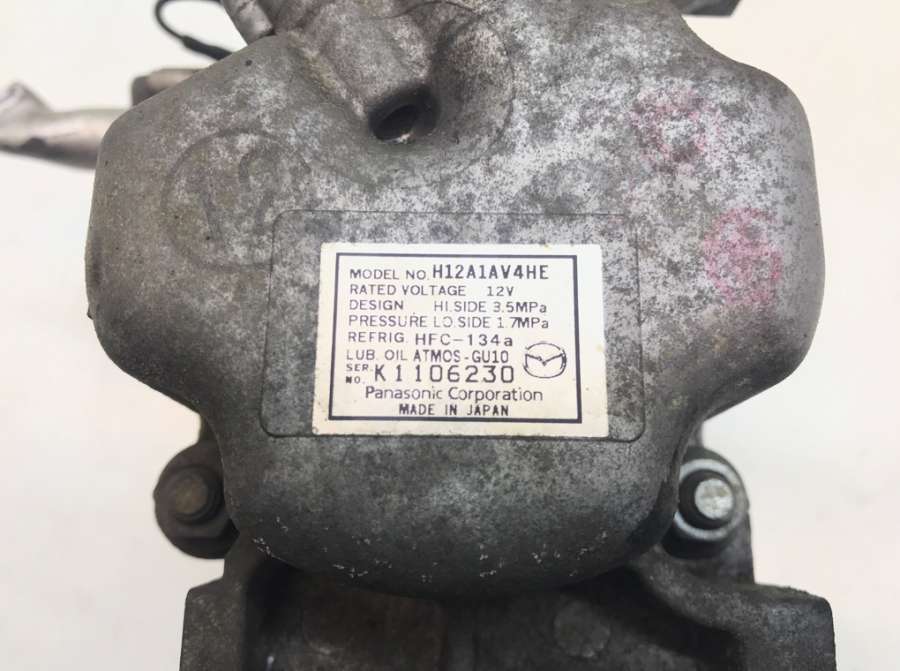 12
MODEL NO. H12A1AV4HE
RATED VOLTAGE 12V
DESIGN HI.SIDE 3.5MPa
PRESSURE LO.SIDE 1.7MPa
REFRIG. HFC-134a
LUB. OIL ATMOS-GU10
SER. NO. K1106230
Panasonic Corporation
MADE IN JAPAN